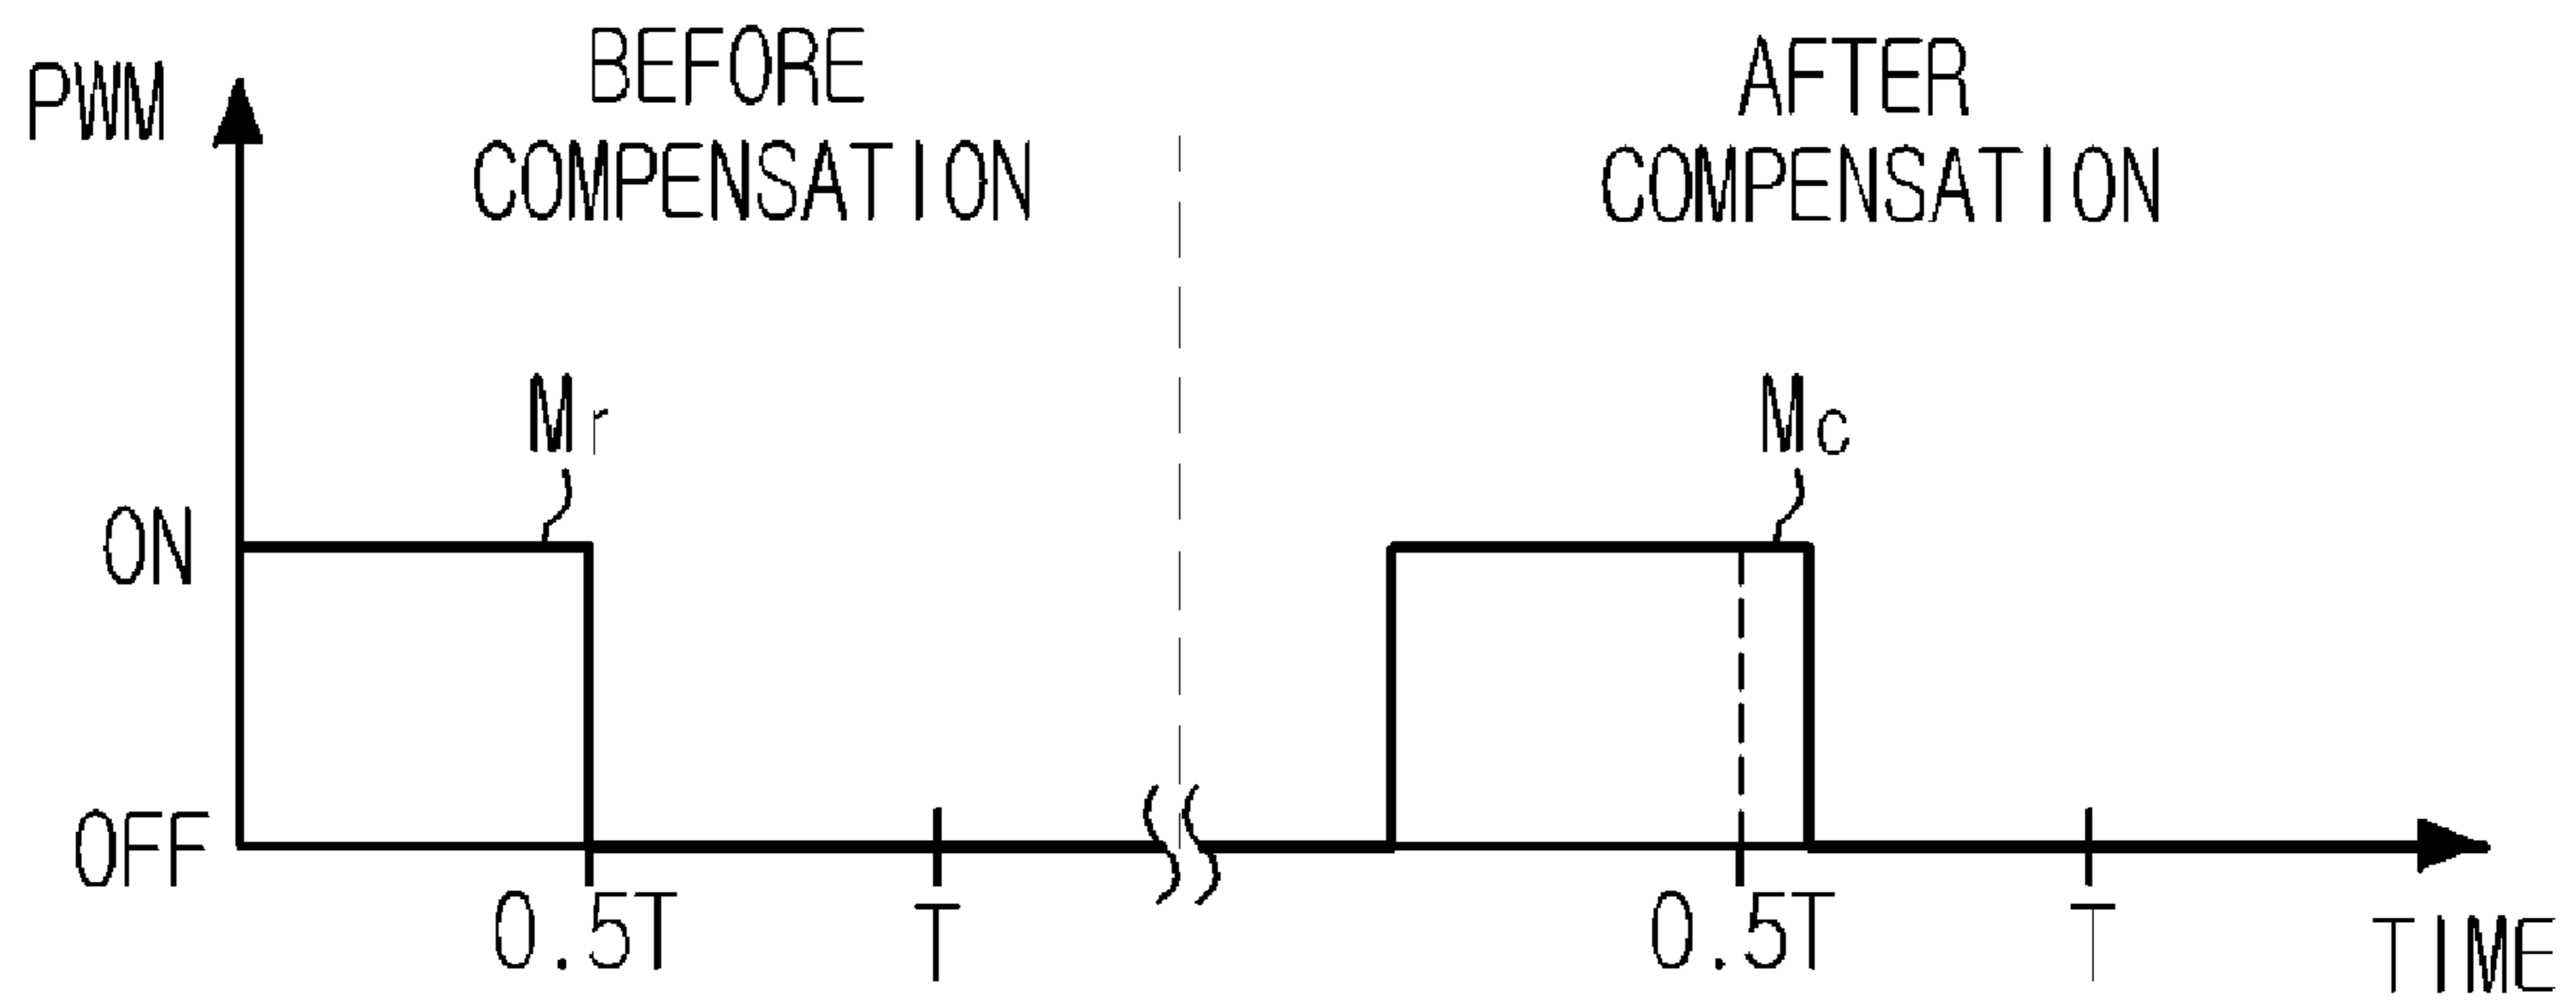 PWM
BEFORE
COMPENSATION
AFTER
COMPENSATION
Mr
Mc
ON
OFF
0.5T
T
0.5T
T
TIME